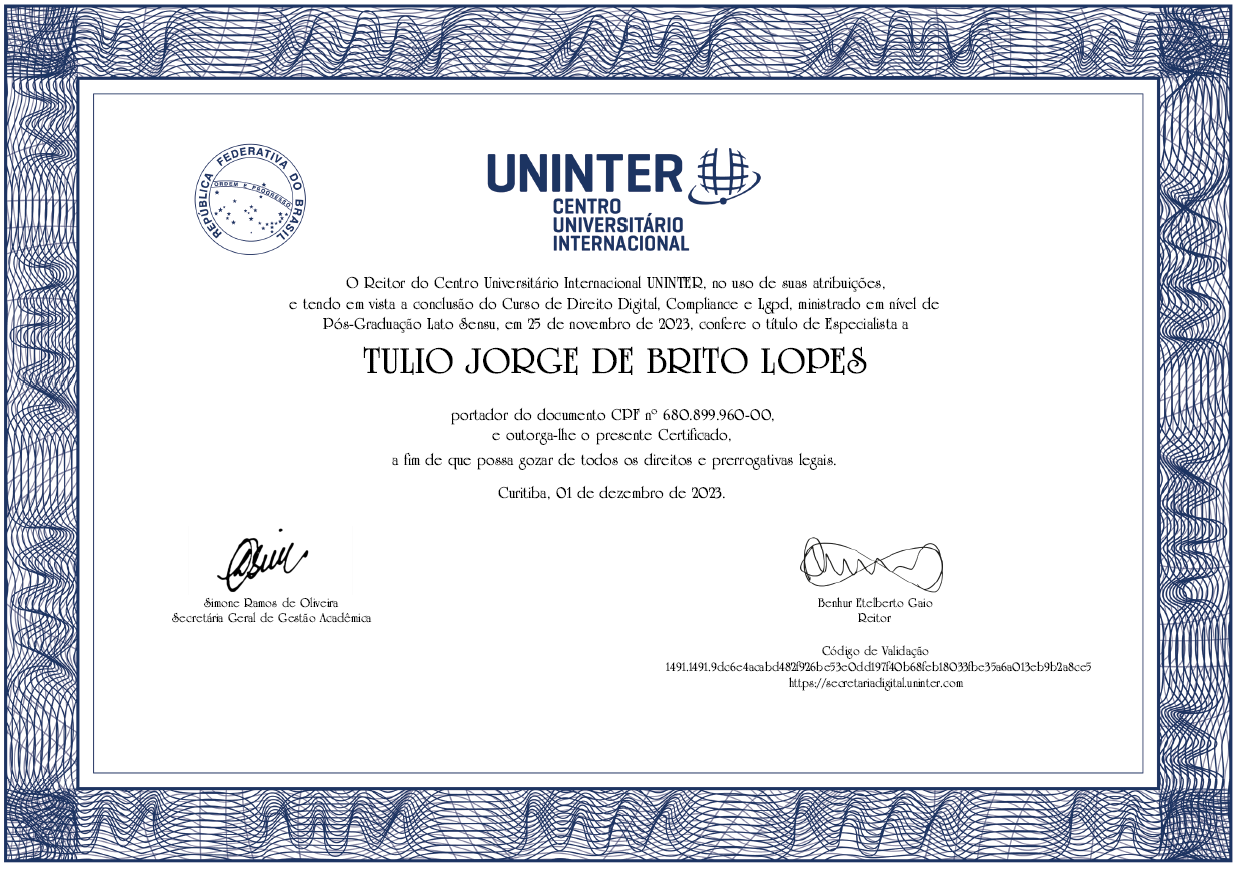 REPÚBLICA FEDERATIVA DO BRASIL
ORDEM E PROGRESSO
UNINTER
CENTRO
UNIVERSITÁRIO
INTERNACIONAL
O Reitor do Centro Universitário Internacional UNINTER, no uso de suas atribuições,
e tendo em vista a conclusão do Curso de Direito Digital, Compliance e Lgpd, ministrado em nível de
Pós-Graduação Lato Sensu, em 25 de novembro de 2023, confere o título de Especialista a
TULIO JORGE DE BRITO LOPES
portador do documento CPF nº 680.899.960-00,
e outorga-lhe o presente Certificado,
a fim de que possa gozar de todos os direitos e prerrogativas legais.
Curitiba, 01 de dezembro de 2023.
Simone Ramos de Oliveira
Secretária Geral de Gestão Acadêmica
Benhur Etelberto Gaio
Reitor
Código de Validação
1491.1491.9dc6e4acabd482f926be53e0dd197f40b68feb18033fbe35a6a013eb9b2a8ce5
https://secretariadigital.uninter.com